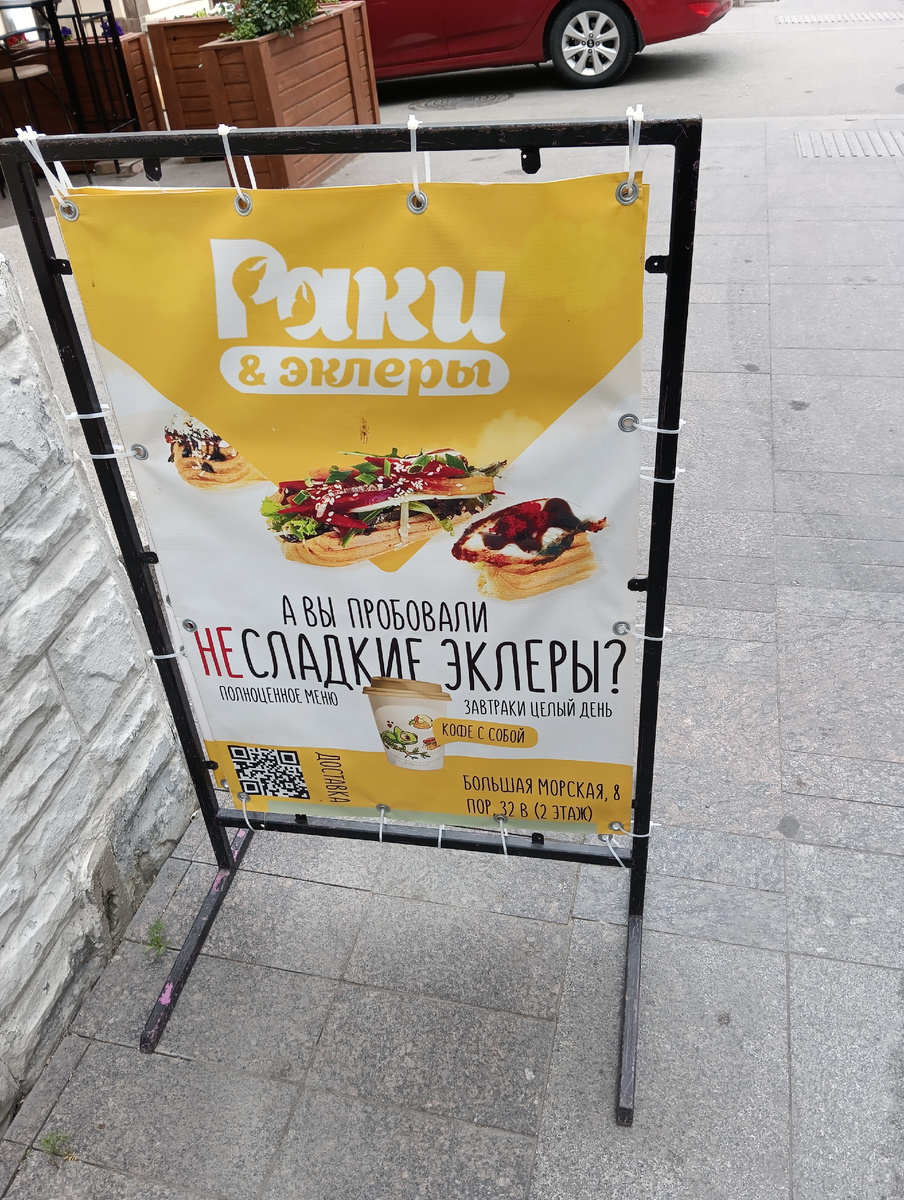 Раки
& эклеры
А ВЫ ПРОБОВАЛИ
НЕСЛАДКИЕ ЭКЛЕРЫ?
ПОЛНОЦЕННОЕ МЕНЮ
ЗАВТРАКИ ЦЕЛЫЙ ДЕНЬ
КОФЕ С СОБОЙ
ДОСТАВКА
БОЛЬШАЯ МОРСКАЯ, 8
ПОР. 32 В (2 ЭТАЖ)